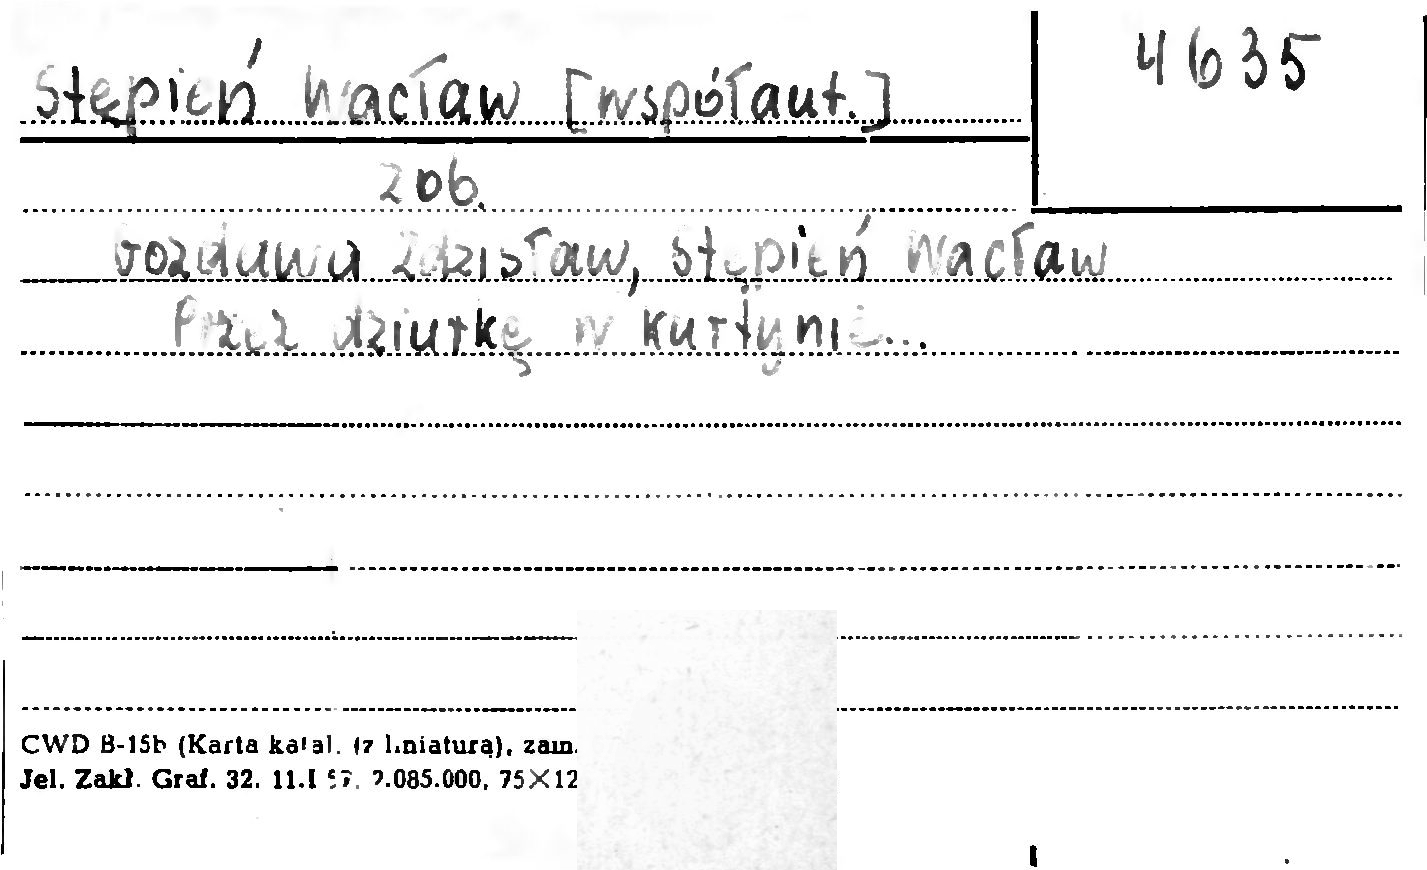 4635
Stępień Wacław [współaut.]
zob.
Gozdawa Zdzisław, Stępień Wacław
Przez dziurkę w kurtynie...
CWD B-15b (Karta katal. (z liniaturą), zam.
Jel. Zakł. Graf. 32. 11.I 57. 2.085.000, 75×12